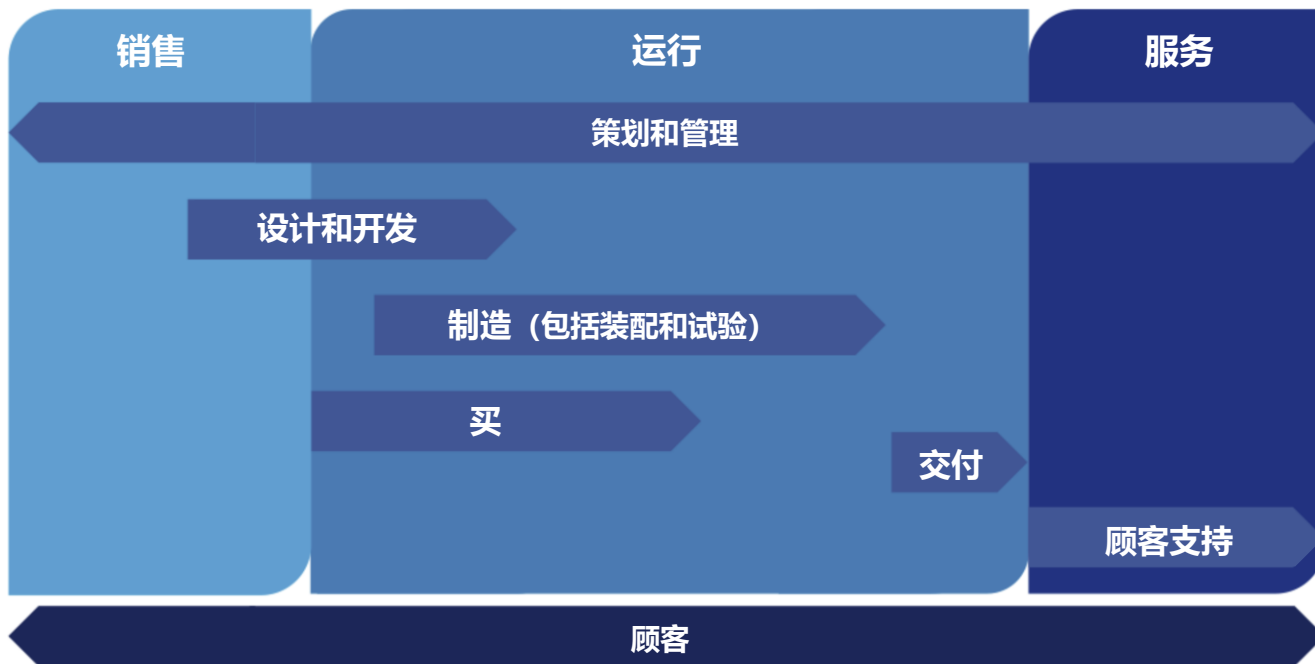 销售
运行
服务
策划和管理
设计和开发
制造（包括装配和试验）
买
交付
顾客支持
顾客